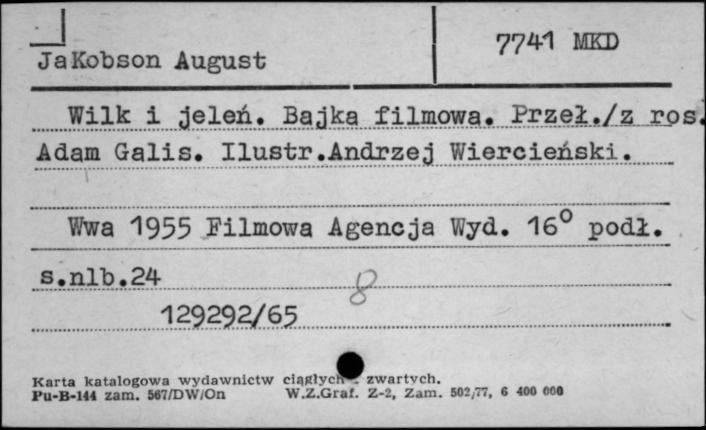 7741 MKD
JaKobson August
Wilk i jeleń. Bajka filmowa. Przeł./z ros.
Adam Galis. Ilustr.Andrzej Wiercieński.
Wwa 1955 Filmowa Agencja Wyd. 16° podł.
s.nlb.24
8
129292/65
Karta katalogowa wydawnictw ciągłych - zwartych.
Pu-B-144 zam. 567/DW/On W.Z.Graf. Z-2, Zam. 502/77, 6 400 000